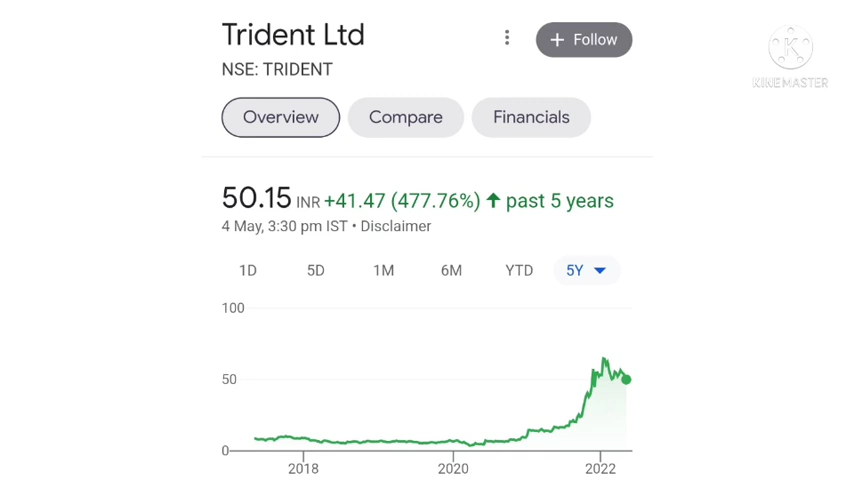 Trident Ltd
+ Follow
NSE: TRIDENT
Overview Compare Financials
50.15 INR +41.47 (477.76%) ↑ past 5 years
4 May, 3:30 pm IST • Disclaimer
1D 5D 1M 6M YTD 5Y
100
50
0
2018 2020 2022
K
KINEMASTER